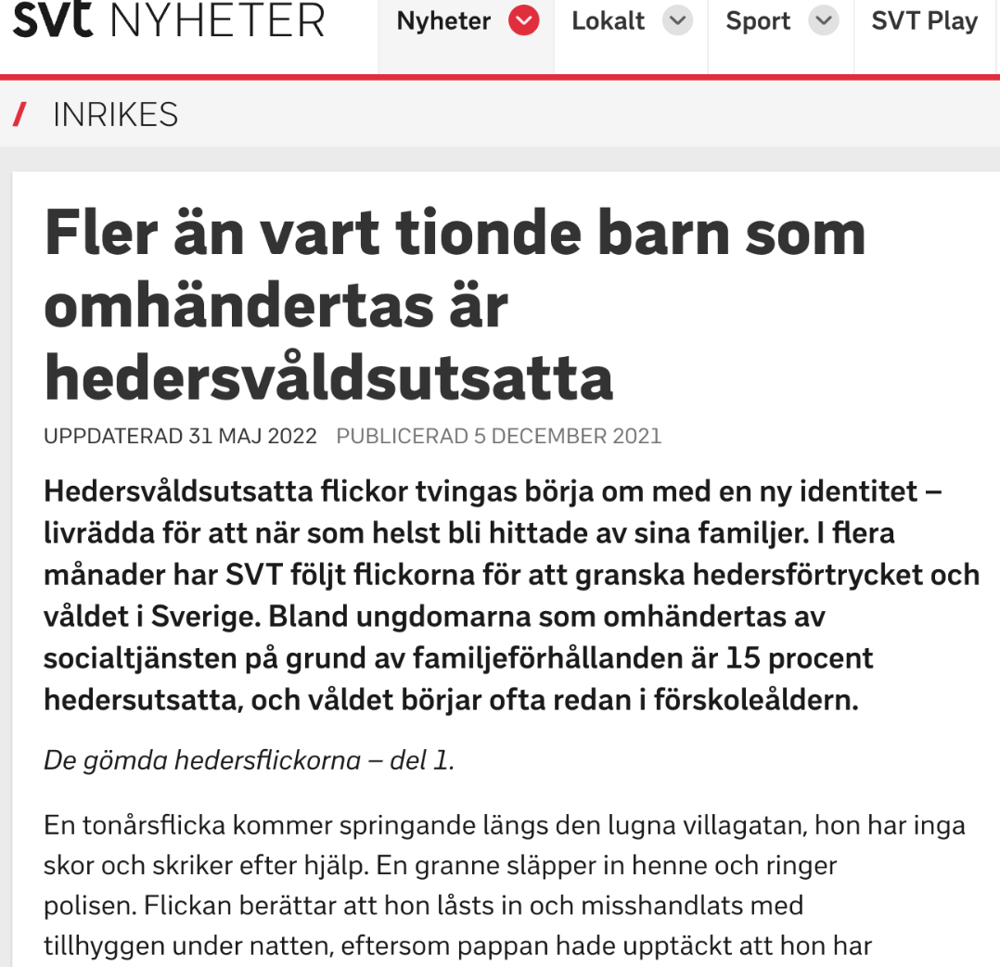 svt NYHETER Nyheter Lokalt Sport SVT Play
/ INRIKES
Fler än vart tionde barn som
omhändertas är
hedersvåldsutsatta
UPPDATERAD 31 MAJ 2022 PUBLICERAD 5 DECEMBER 2021
Hedersvåldsutsatta flickor tvingas börja om med en ny identitet –
livrädda för att när som helst bli hittade av sina familjer. I flera
månader har SVT följt flickorna för att granska hedersförtrycket och
våldet i Sverige. Bland ungdomarna som omhändertas av
socialtjänsten på grund av familjeförhållanden är 15 procent
hedersutsatta, och våldet börjar ofta redan i förskoleåldern.
De gömda hedersflickorna – del 1.
En tonårsflicka kommer springande längs den lugna villagatan, hon har inga
skor och skriker efter hjälp. En granne släpper in henne och ringer
polisen. Flickan berättar att hon låsts in och misshandlats med
tillhyggen under natten, eftersom pappan hade upptäckt att hon har